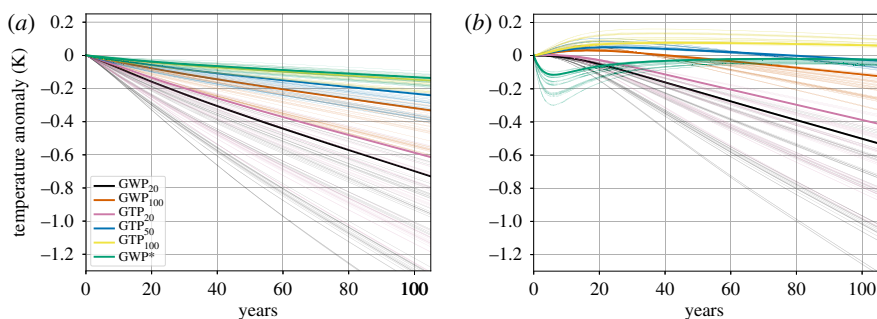 (a)
(b)
temperature anomaly (K)
0.2
0
−0.2
−0.4
−0.6
−0.8
−1.0
−1.2
GWP20
GWP100
GTP20
GTP50
GTP100
GWP*
0 20 40 60 80 100
years
0.2
0
−0.2
−0.4
−0.6
−0.8
−1.0
−1.2
0 20 40 60 80 100
years